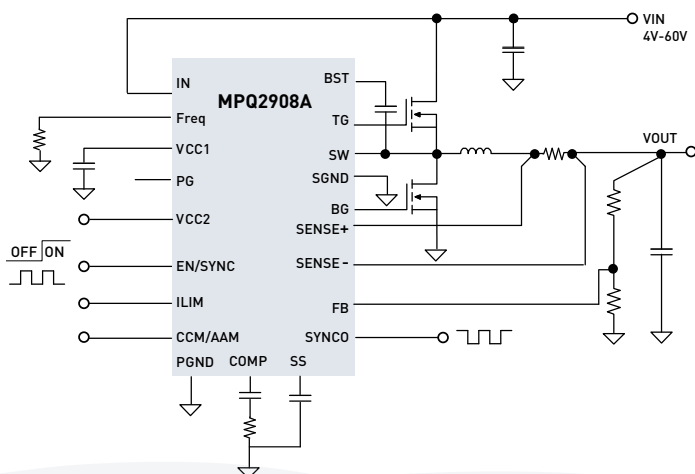 VIN
4V-60V
IN
BST
MPQ2908A
Freq
TG
VCC1
SW
VOUT
PG
SGND
VCC2
BG
SENSE+
OFF ON
EN/SYNC
SENSE-
ILIM
FB
CCM/AAM
SYNCO
PGND
COMP
SS